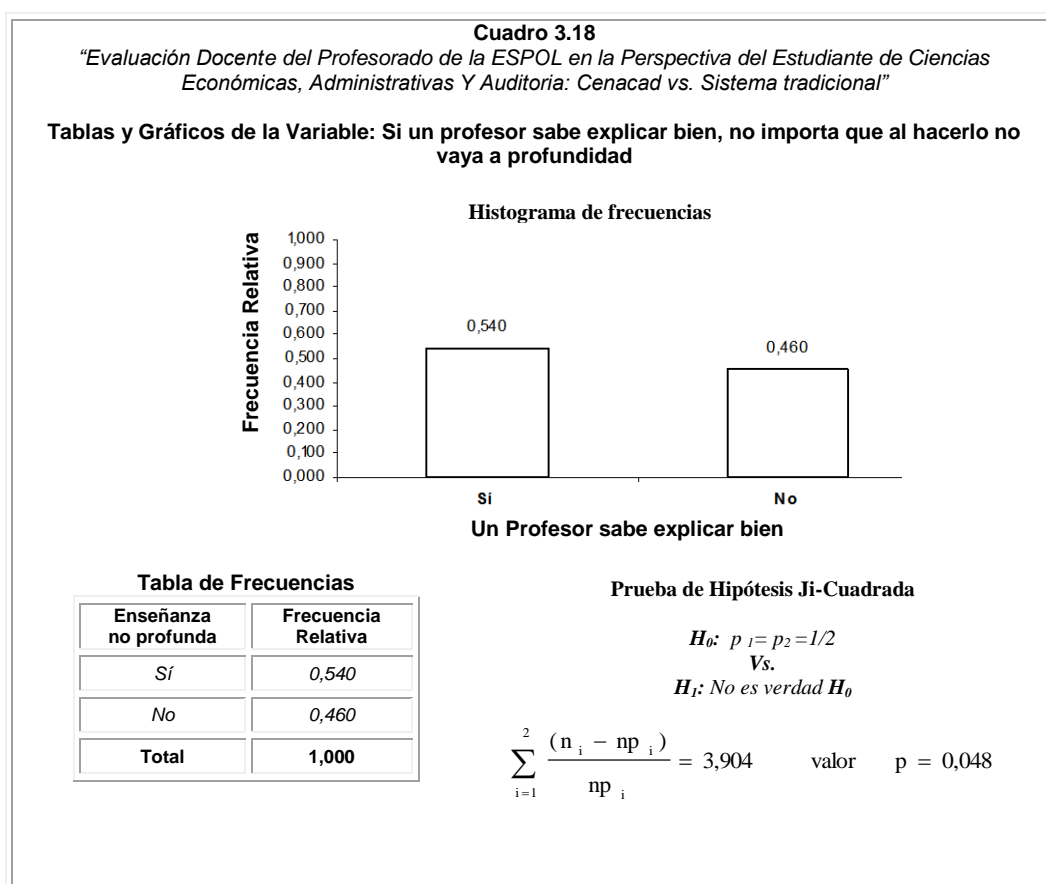 Cuadro 3.18
“Evaluación Docente del Profesorado de la ESPOL en la Perspectiva del Estudiante de Ciencias
Económicas, Administrativas Y Auditoria: Cenacad vs. Sistema tradicional”
Tablas y Gráficos de la Variable: Si un profesor sabe explicar bien, no importa que al hacerlo no
vaya a profundidad
Histograma de frecuencias
Frecuencia Relativa
1,000
0,900
0,800
0,700
0,600
0,500
0,400
0,300
0,200
0,100
0,000
0,540
0,460
Sí
No
Un Profesor sabe explicar bien
Tabla de Frecuencias
Enseñanza no profunda Frecuencia Relativa
Sí 0,540
No 0,460
Total 1,000
Prueba de Hipótesis Ji-Cuadrada
H₀: p ₁= p₂ =1/2
Vs.
H₁: No es verdad H₀
∑ i=1 2 (n i − np i) / np i = 3,904 valor p = 0,048